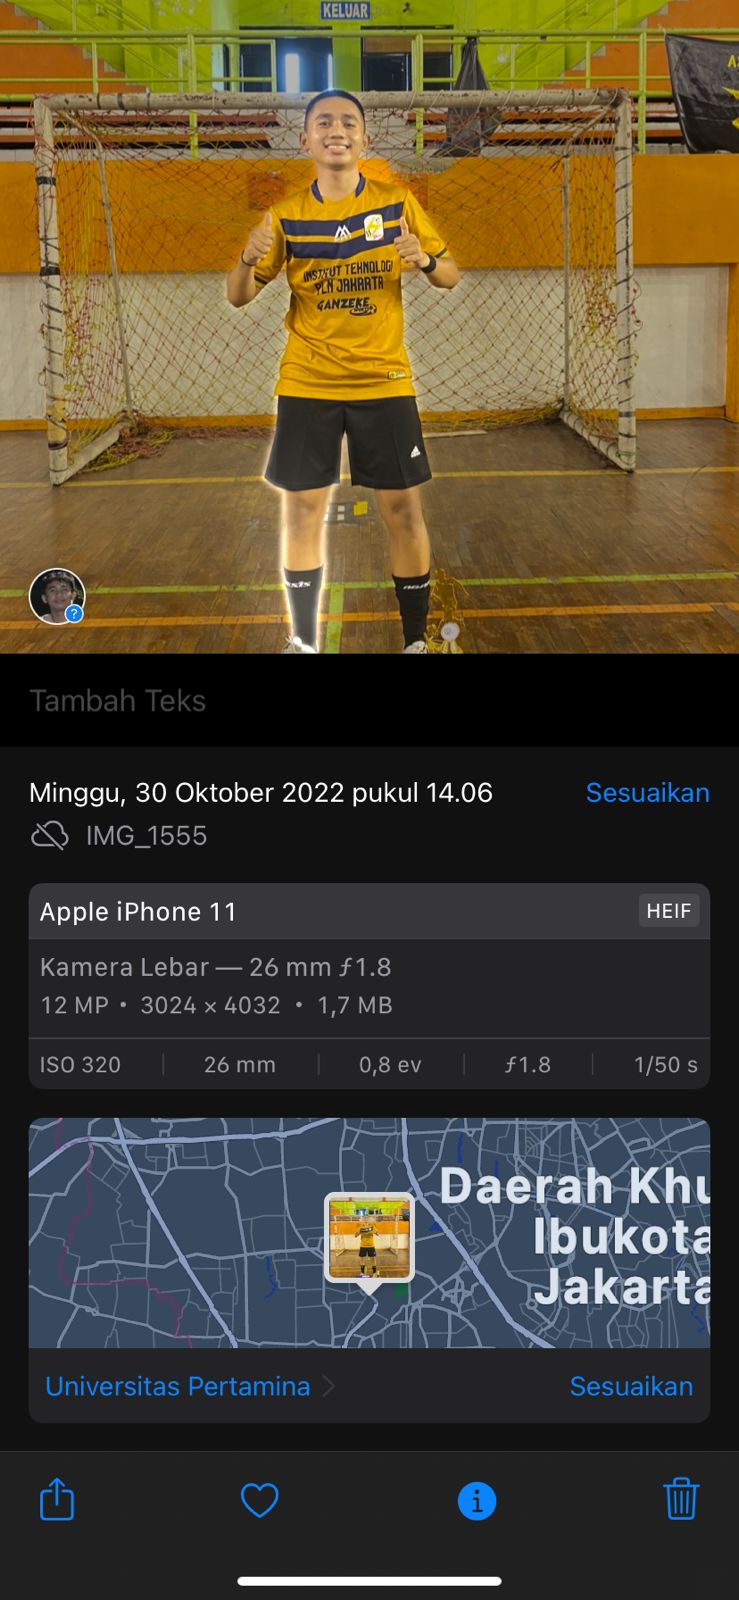 KELUAR
INSTITUT TEKNOLOGI
PLN JAKARTA
GANZEKE
Tambah Teks
Minggu, 30 Oktober 2022 pukul 14.06
Sesuaikan
IMG_1555
Apple iPhone 11
HEIF
Kamera Lebar — 26 mm ƒ1.8
12 MP • 3024 × 4032 • 1,7 MB
ISO 320
26 mm
0,8 ev
ƒ1.8
1/50 s
Daerah Khu
Ibukota
Jakarta
Universitas Pertamina
Sesuaikan